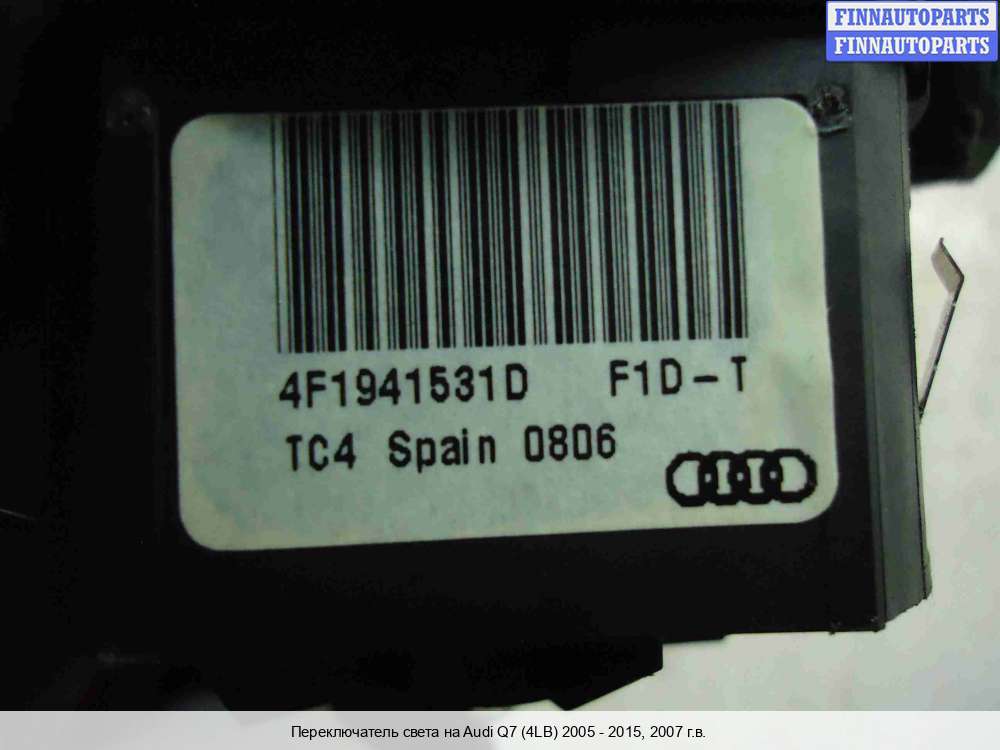 FINNAUTOPARTS
FINNAUTOPARTS
4F1941531D F1D-T
TC4 Spain 0806
Переключатель света на Audi Q7 (4LB) 2005 - 2015, 2007 г.в.